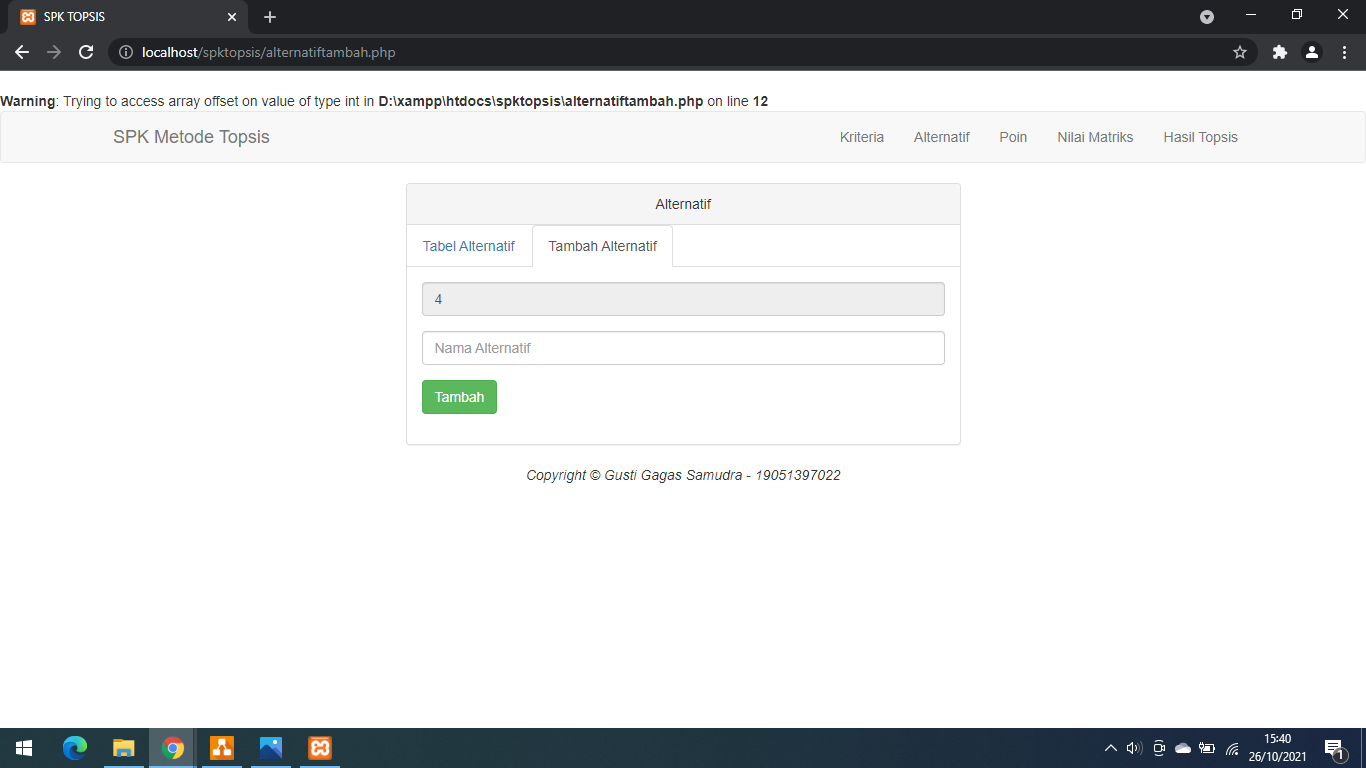 SPK TOPSIS
localhost/spktopsis/alternatiftambah.php
Warning: Trying to access array offset on value of type int in D:\xampp\htdocs\spktopsis\alternatiftambah.php on line 12
SPK Metode Topsis Kriteria Alternatif Poin Nilai Matriks Hasil Topsis
Alternatif
Tabel Alternatif Tambah Alternatif
4
Nama Alternatif
Tambah
Copyright © Gusti Gagas Samudra - 19051397022
15:40
26/10/2021
1